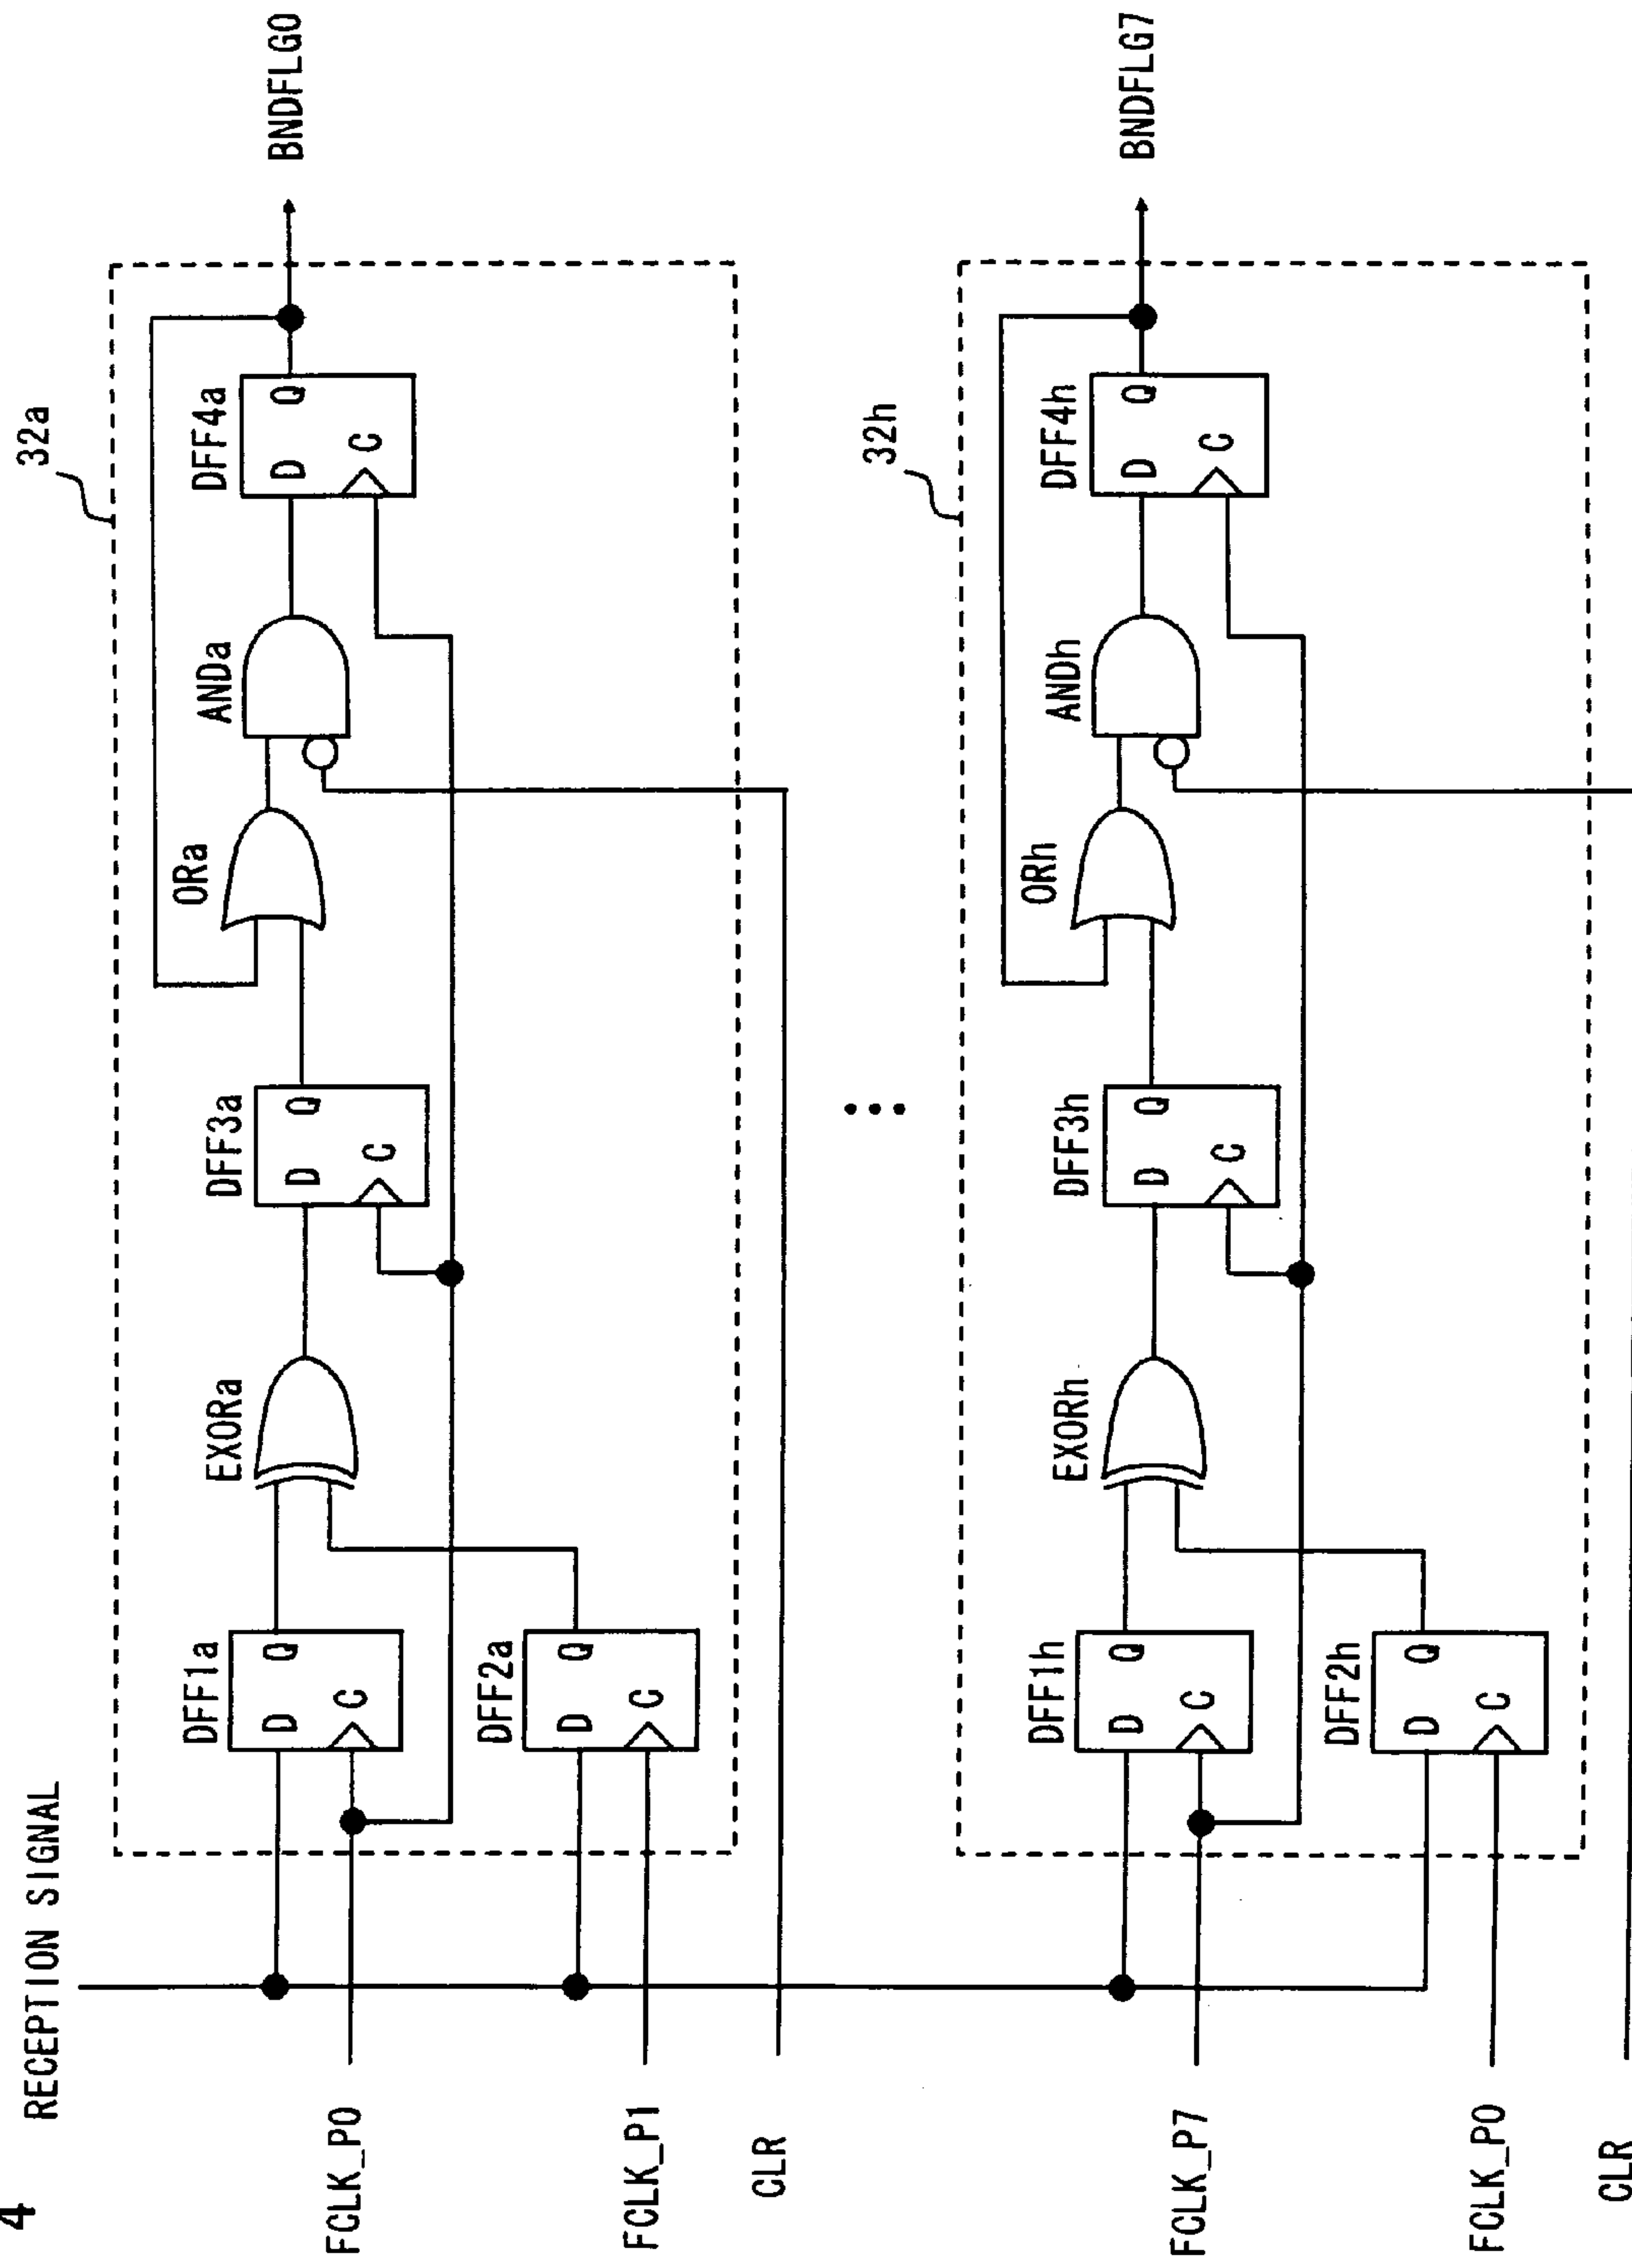 4
RECEPTION SIGNAL
32a
FCLK_P0
DFF1a
D
Q
C
EXORa
DFF3a
D
Q
C
ORa
ANDa
DFF4a
D
Q
C
BNDFLG0
FCLK_P1
DFF2a
D
Q
C
CLR
32h
FCLK_P7
DFF1h
D
Q
C
EXORh
DFF3h
D
Q
C
ORh
ANDh
DFF4h
D
Q
C
BNDFLG7
FCLK_P0
DFF2h
D
Q
C
CLR